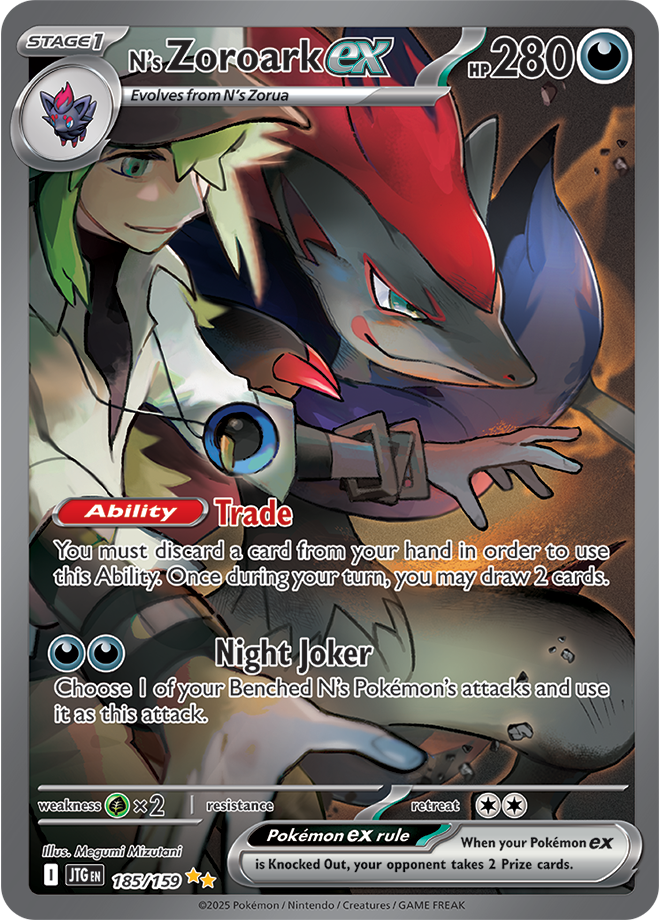 STAGE1
N's Zoroark ex
HP 280
Evolves from N's Zorua
Ability Trade
You must discard a card from your hand in order to use
this Ability. Once during your turn, you may draw 2 cards.
Night Joker
Choose 1 of your Benched N's Pokémon's attacks and use
it as this attack.
weakness ×2 resistance retreat
Pokémon ex rule When your Pokémon ex
is Knocked Out, your opponent takes 2 Prize cards.
Illus. Megumi Mizutani
I JTG EN 185/159
©2025 Pokémon / Nintendo / Creatures / GAME FREAK